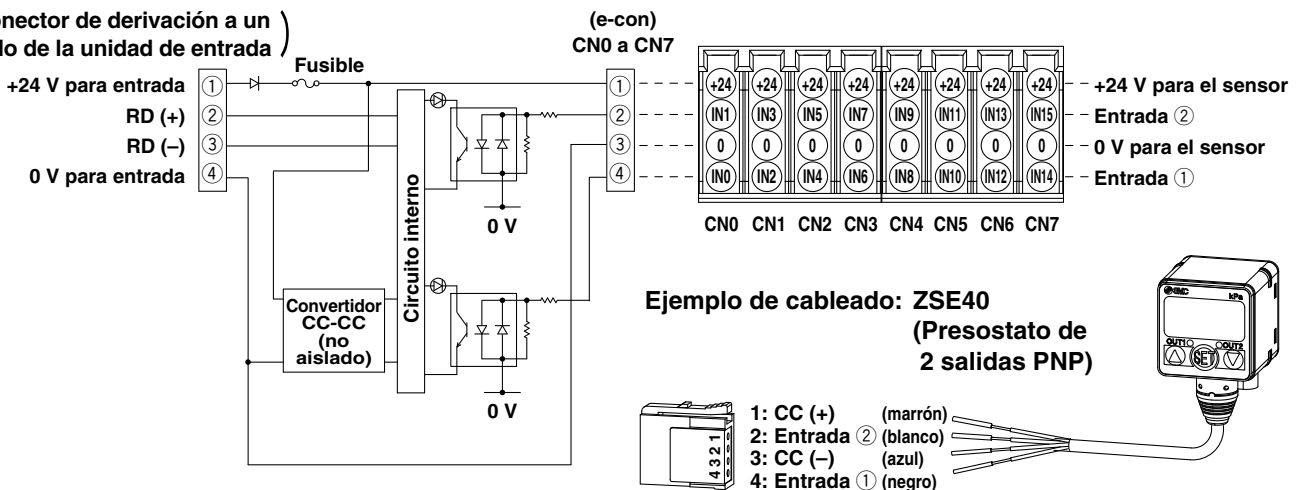 onector de derivación a un
lo de la unidad de entrada )
Fusible
+24 V para entrada ①
RD (+) ②
RD (–) ③
0 V para entrada ④
Circuito interno
0 V
0 V
Convertidor
CC-CC
(no
aislado)
(e-con)
CN0 a CN7
①
②
③
④
+24 +24 +24 +24 +24 +24 +24 +24
IN1 IN3 IN5 IN7 IN9 IN11 IN13 IN15
0 0 0 0 0 0 0 0
IN0 IN2 IN4 IN6 IN8 IN10 IN12 IN14
CN0 CN1 CN2 CN3 CN4 CN5 CN6 CN7
+24 V para el sensor
Entrada ②
0 V para el sensor
Entrada ①
Ejemplo de cableado: ZSE40
(Presostato de
2 salidas PNP)
SMC kPa
OUT1 OUT2
SET
4 3 2 1
1: CC (+) (marrón)
2: Entrada ② (blanco)
3: CC (–) (azul)
4: Entrada ① (negro)